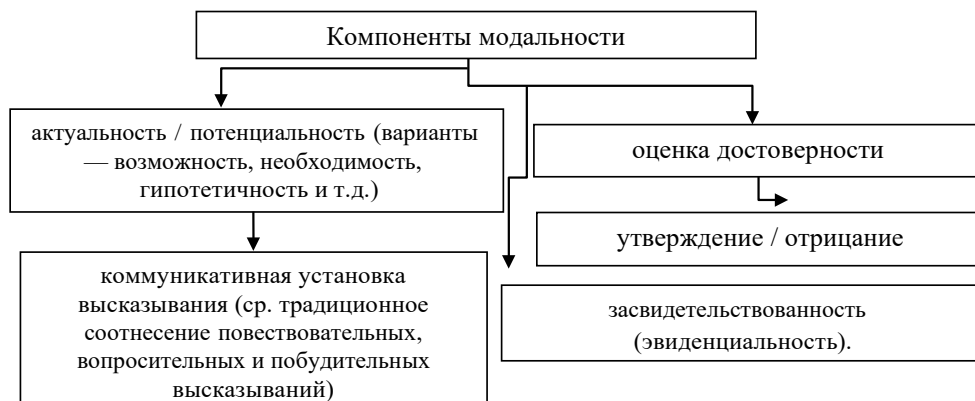 Компоненты модальности
актуальность / потенциальность (варианты
— возможность, необходимость,
гипотетичность и т.д.)
оценка достоверности
утверждение / отрицание
коммуникативная установка
высказывания (ср. традиционное
соотнесение повествовательных,
вопросительных и побудительных
высказываний)
засвидетельствованность
(эвиденциальность).